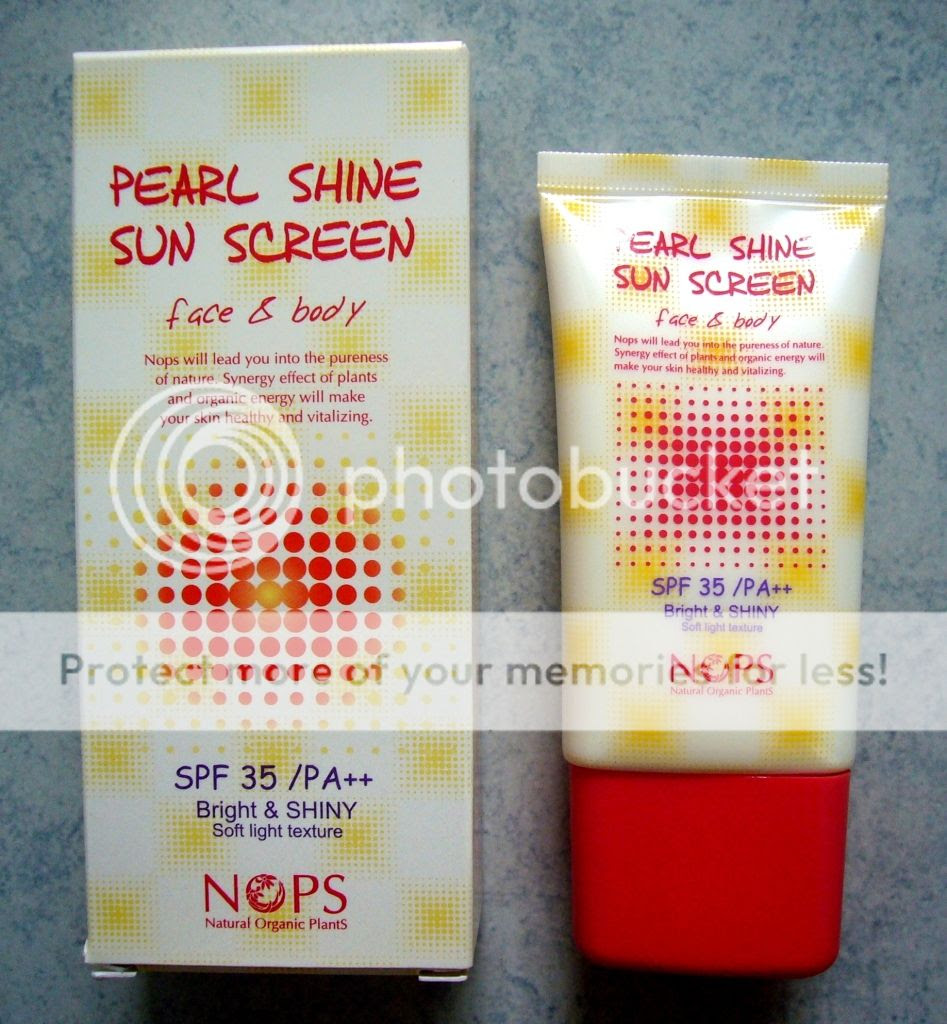 PEARL SHINE
SUN SCREEN
face & body
Nops will lead you into the pureness
of nature. Synergy effect of plants
and organic energy will make
your skin healthy and vitalizing.
SPF 35 /PA++
Bright & SHINY
Soft light texture
NOPS
Natural Organic PlantS
PEARL SHINE
SUN SCREEN
face & body
Nops will lead you into the pureness of nature.
Synergy effect of plants and organic energy will
make your skin healthy and vitalizing.
SPF 35 /PA++
Bright & SHINY
Soft light texture
NOPS
Natural Organic PlantS
photobucket
Protect more of your memories for less!